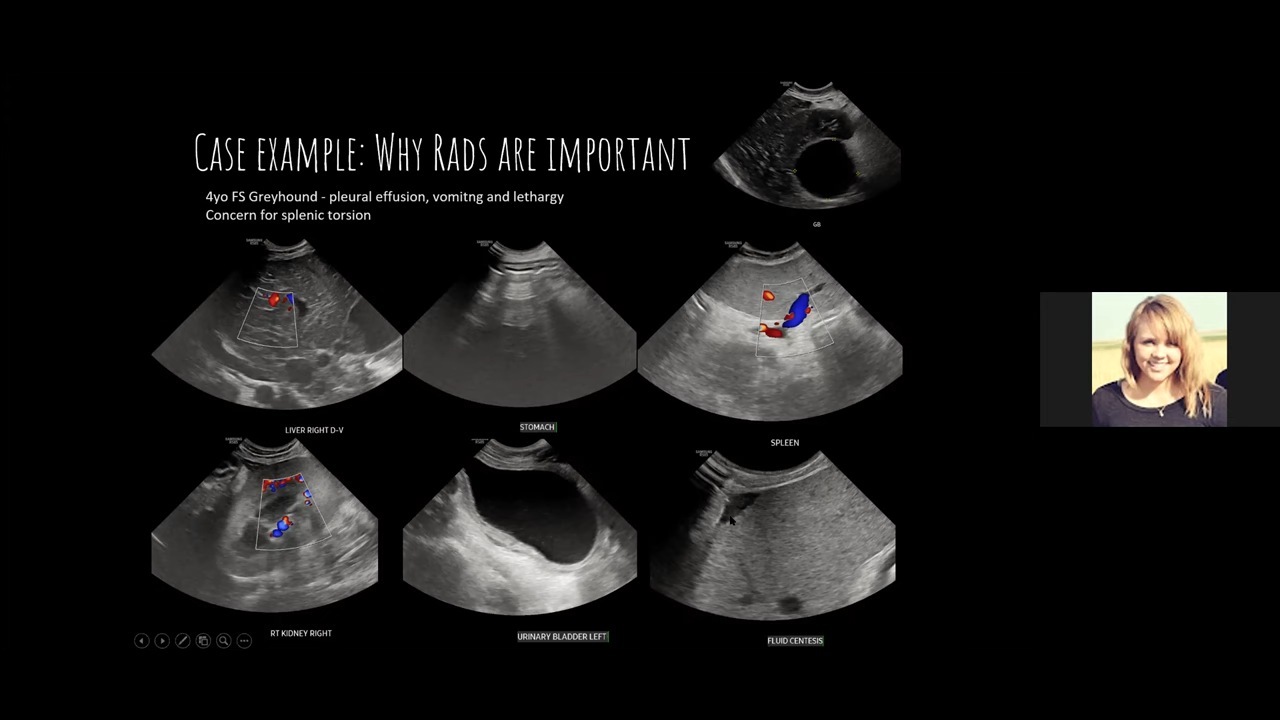 Case example: Why Rads are important
4yo FS Greyhound - pleural effusion, vomitng and lethargy
Concern for splenic torsion
GB
LIVER RIGHT D-V
STOMACH
SPLEEN
RT KIDNEY RIGHT
URINARY BLADDER LEFT
FLUID CENTESIS